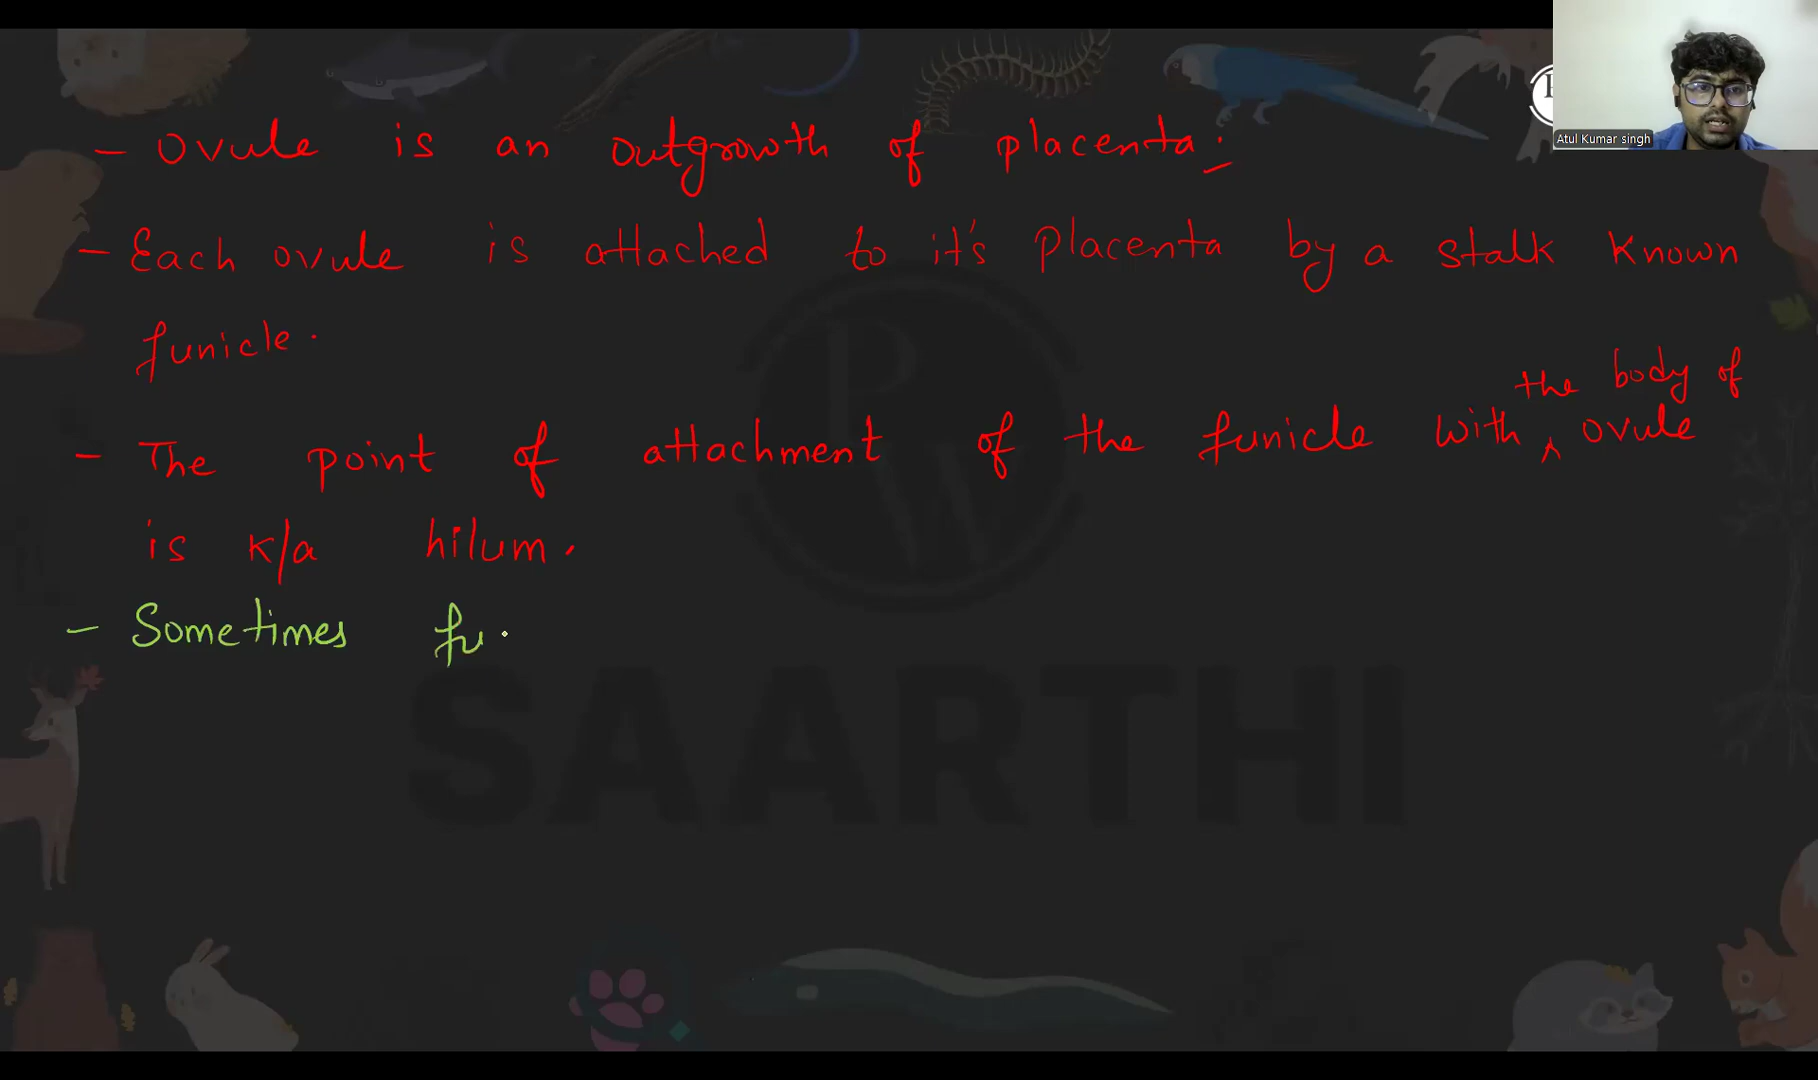 Atul Kumar singh
- Ovule is an outgrowth of placenta.
- Each ovule is attached to it's placenta by a stalk known
funicle.
the body of
- The point of attachment of the funicle with ^ ovule
is k/a hilum.
- Sometimes fu
PW
SAARTHI